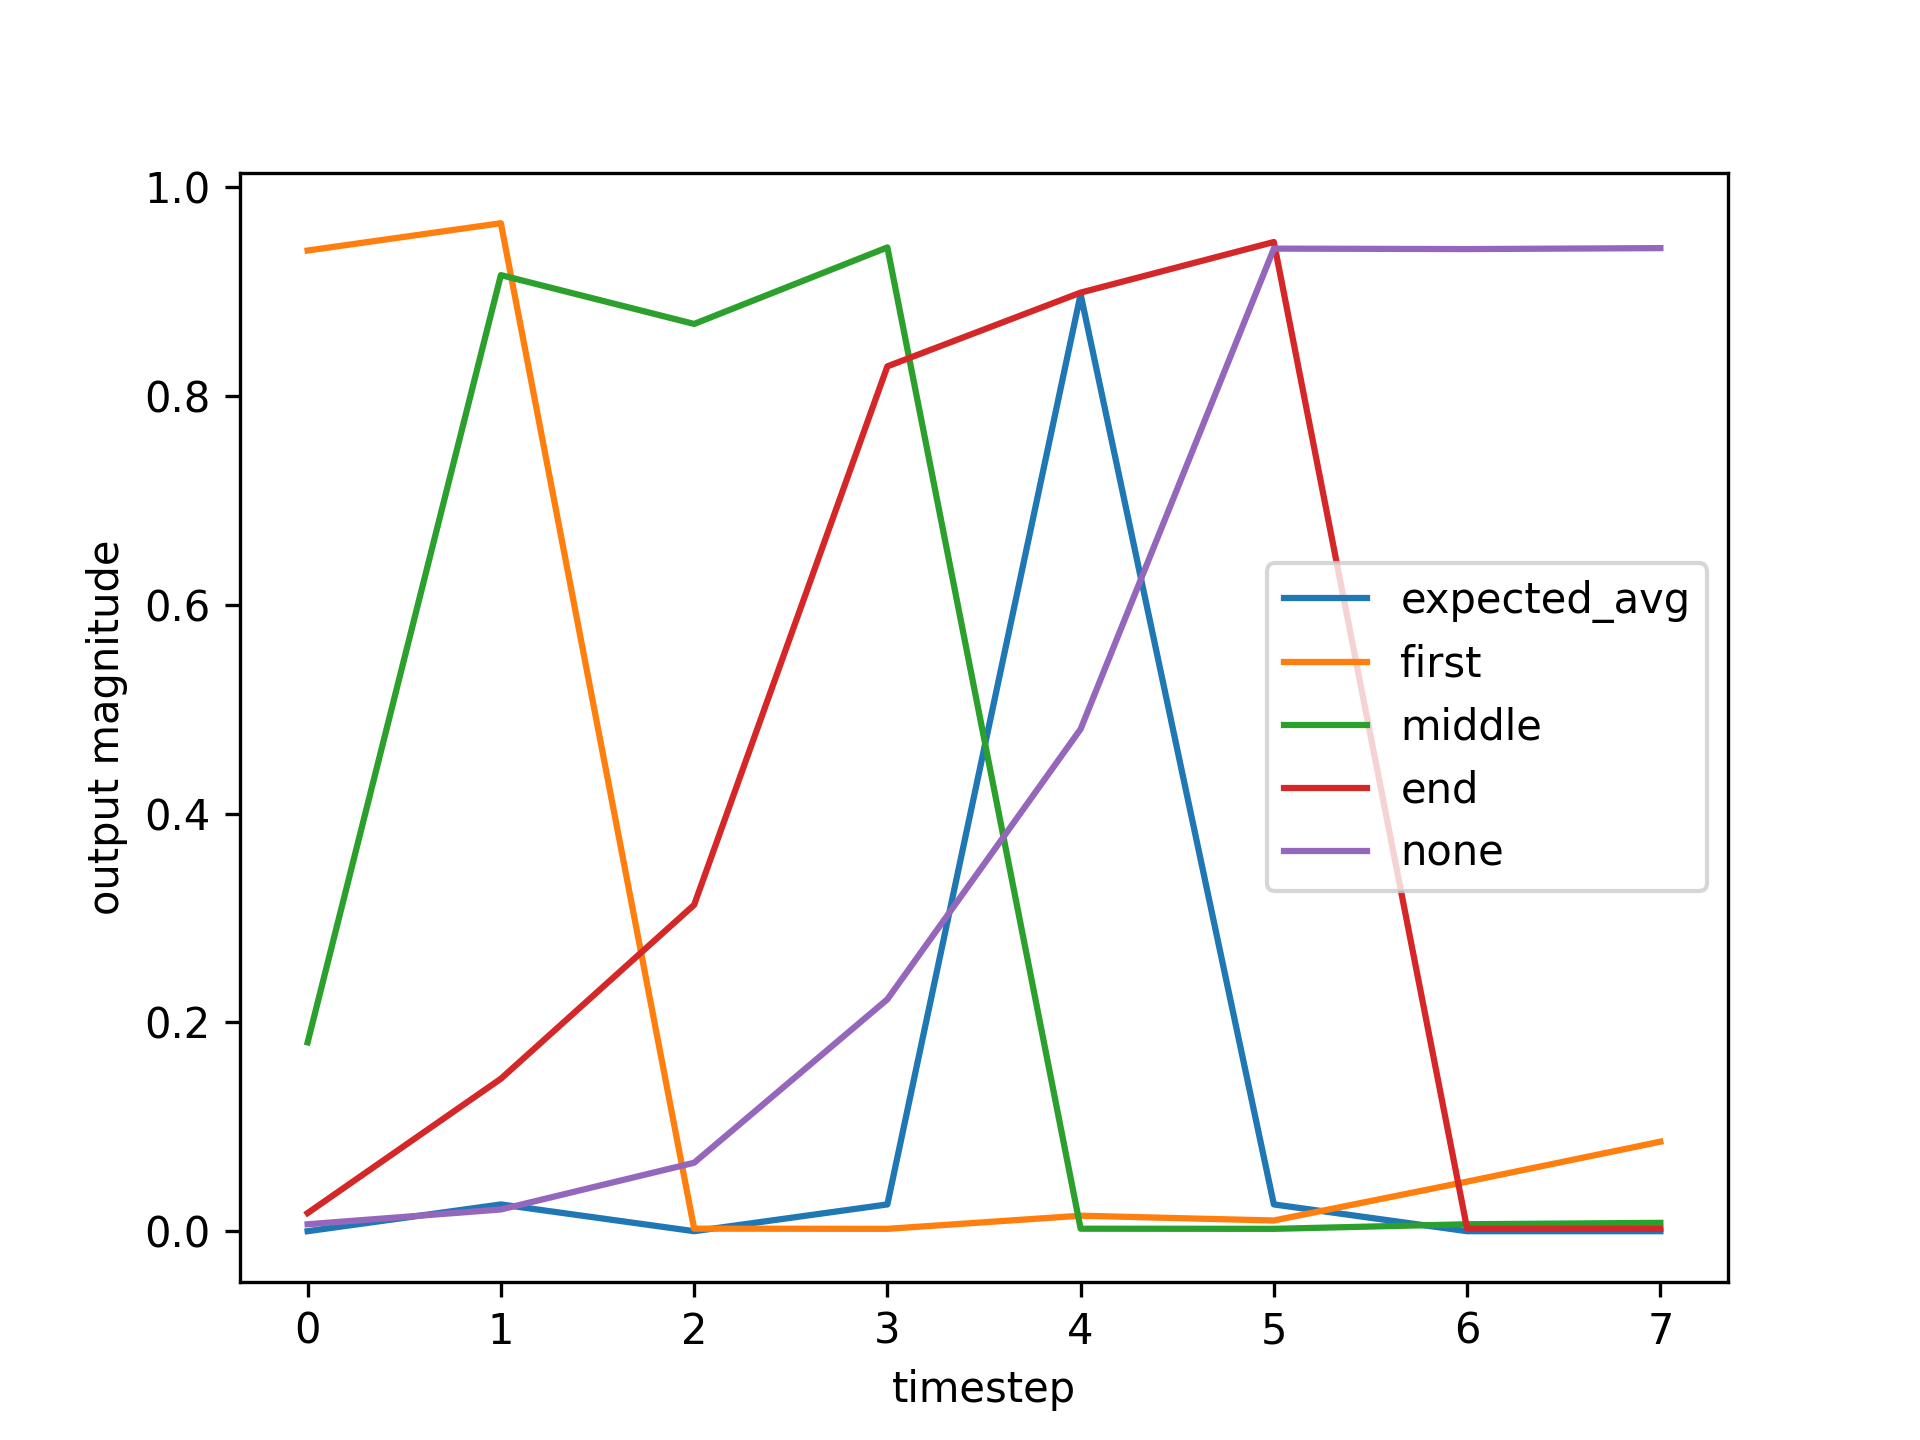 1.0
0.8
0.6
0.4
0.2
0.0
output magnitude
expected_avg
first
middle
end
none
0 1 2 3 4 5 6 7
timestep